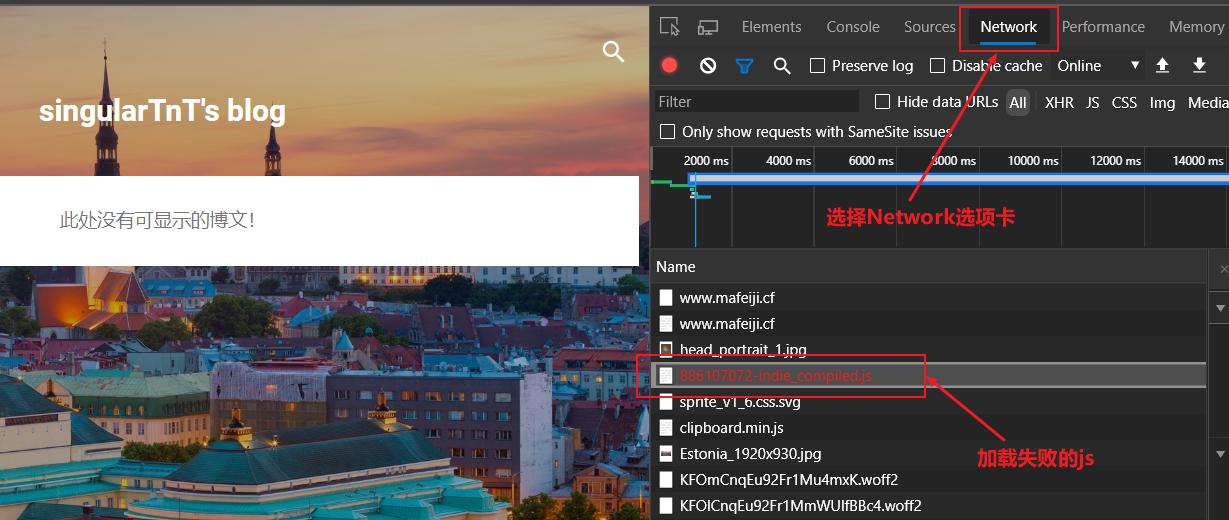 singularTnT's blog
此处没有可显示的博文！
Elements Console Sources Network Performance Memory
Preserve log Disable cache Online
Filter Hide data URLs All XHR JS CSS Img Media
Only show requests with SameSite issues
2000 ms 4000 ms 6000 ms 8000 ms 10000 ms 12000 ms 14000 ms
选择Network选项卡
Name
www.mafeiji.cf
www.mafeiji.cf
head_portrait_1.jpg
886107072-indie_compiled.js
sprite_v1_6.css.svg
clipboard.min.js
加载失败的js
Estonia_1920x930.jpg
KFOmCnqEu92Fr1Mu4mxK.woff2
KFOlCnqEu92Fr1MmWUlfBBc4.woff2